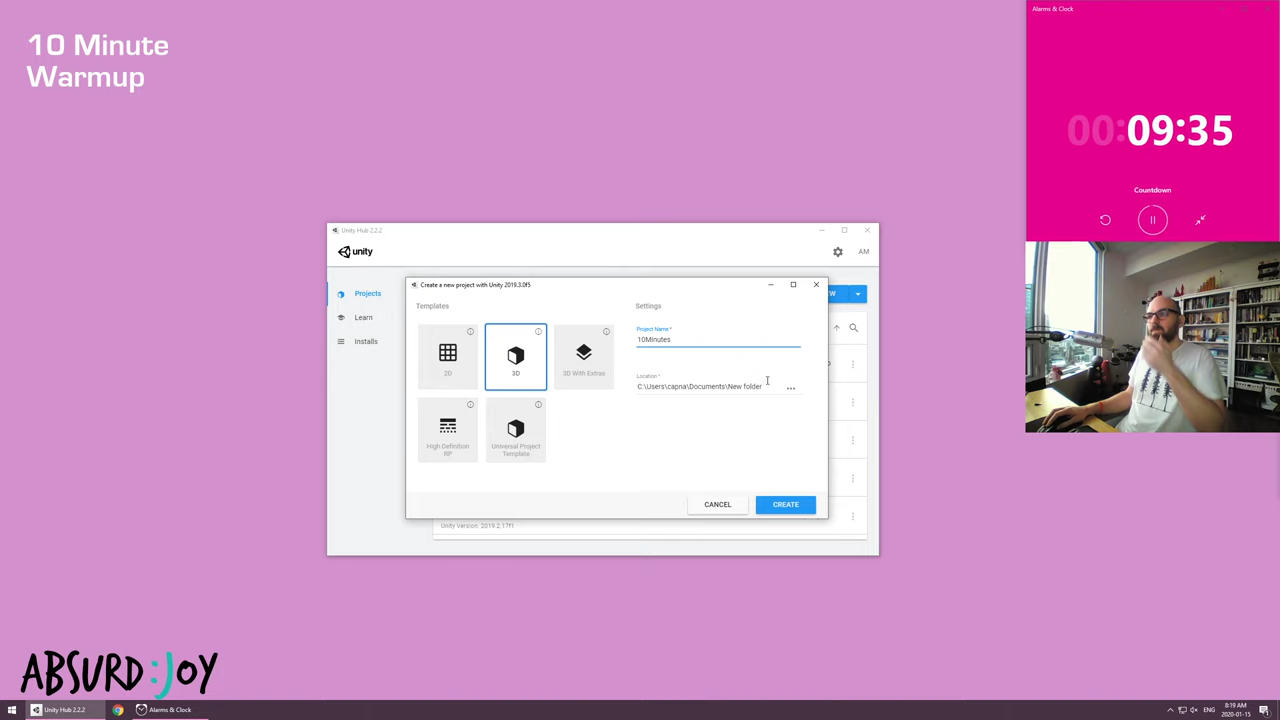 10 Minute
Warmup
Alarms & Clock
00:09:35
Countdown
Unity Hub 2.2.2
unity
AM
Projects
Learn
Installs
Create a new project with Unity 2019.3.0f5
Templates
2D
3D
3D With Extras
High Definition
RP
Universal Project
Template
Settings
Project Name *
10Minutes
Location *
C:\Users\capna\Documents\New folder
...
CANCEL
CREATE
Unity Version: 2019.2.17f1
ABSURD:JOY
Unity Hub 2.2.2
Alarms & Clock
ENG
8:19 AM
2020-01-15